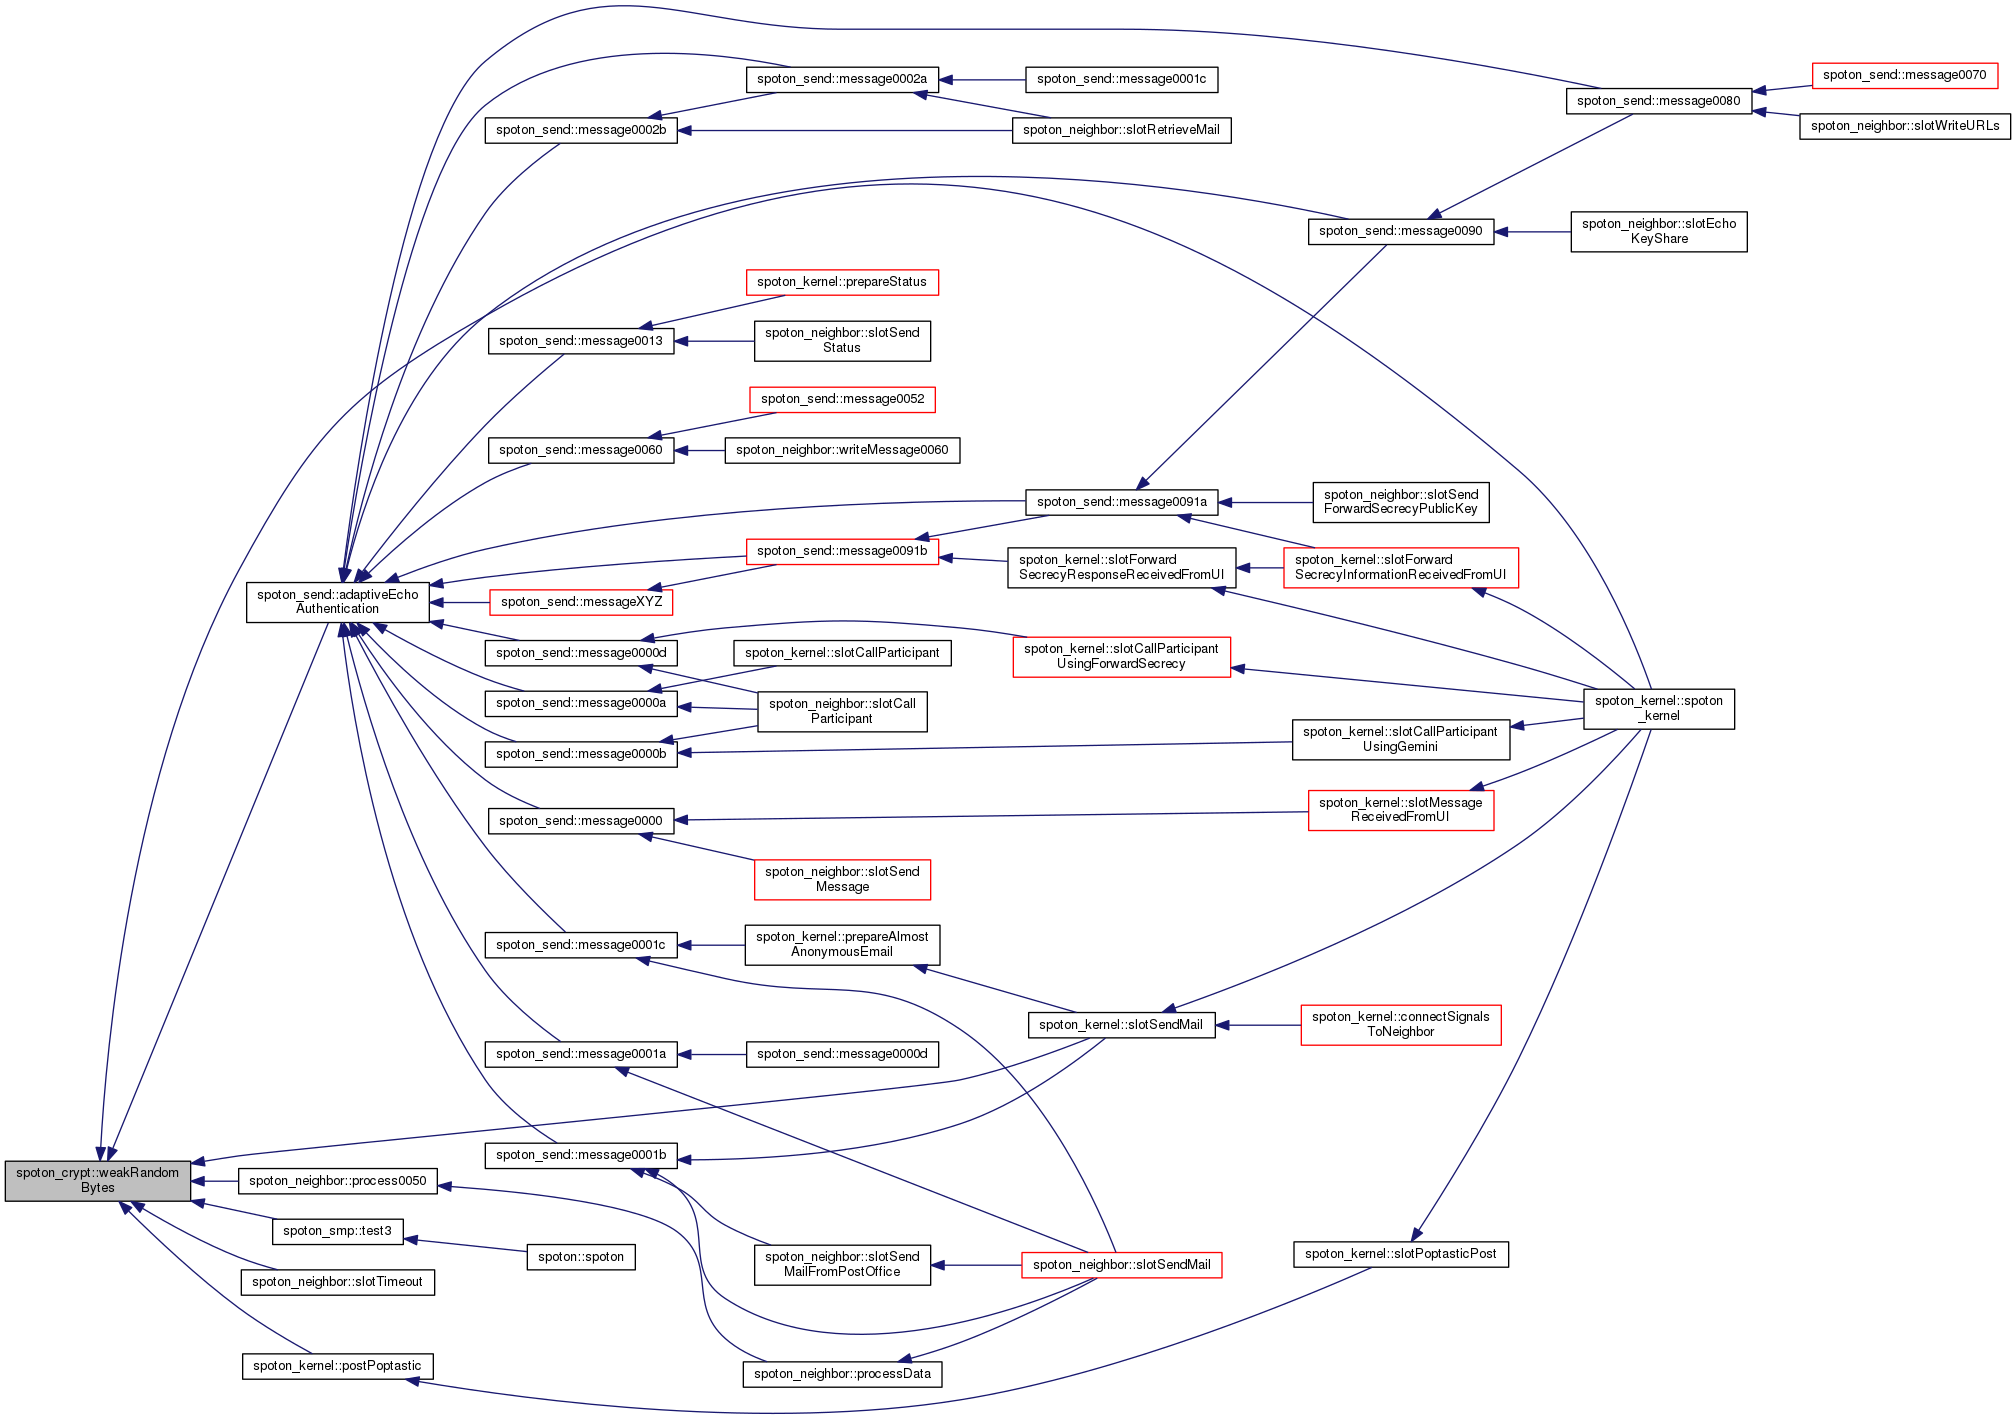 spoton_send::message0002a
spoton_send::message0001c
spoton_send::message0070
spoton_send::message0080
spoton_send::message0002b
spoton_neighbor::slotRetrieveMail
spoton_neighbor::slotWriteURLs
spoton_send::message0090
spoton_neighbor::slotEcho
KeyShare
spoton_kernel::prepareStatus
spoton_send::message0013
spoton_neighbor::slotSend
Status
spoton_send::message0052
spoton_send::message0060
spoton_neighbor::writeMessage0060
spoton_send::message0091a
spoton_neighbor::slotSend
ForwardSecrecyPublicKey
spoton_send::message0091b
spoton_kernel::slotForward
SecrecyResponseReceivedFromUI
spoton_kernel::slotForward
SecrecyInformationReceivedFromUI
spoton_send::adaptiveEcho
Authentication
spoton_send::messageXYZ
spoton_send::message0000d
spoton_kernel::slotCallParticipant
spoton_kernel::slotCallParticipant
UsingForwardSecrecy
spoton_send::message0000a
spoton_neighbor::slotCall
Participant
spoton_kernel::spoton
_kernel
spoton_send::message0000b
spoton_kernel::slotCallParticipant
UsingGemini
spoton_send::message0000
spoton_kernel::slotMessage
ReceivedFromUI
spoton_neighbor::slotSend
Message
spoton_send::message0001c
spoton_kernel::prepareAlmost
AnonymousEmail
spoton_kernel::slotSendMail
spoton_kernel::connectSignals
ToNeighbor
spoton_send::message0001a
spoton_send::message0000d
spoton_send::message0001b
spoton_crypt::weakRandom
Bytes
spoton_neighbor::process0050
spoton_smp::test3
spoton::spoton
spoton_neighbor::slotSend
MailFromPostOffice
spoton_neighbor::slotSendMail
spoton_kernel::slotPoptasticPost
spoton_neighbor::slotTimeout
spoton_kernel::postPoptastic
spoton_neighbor::processData